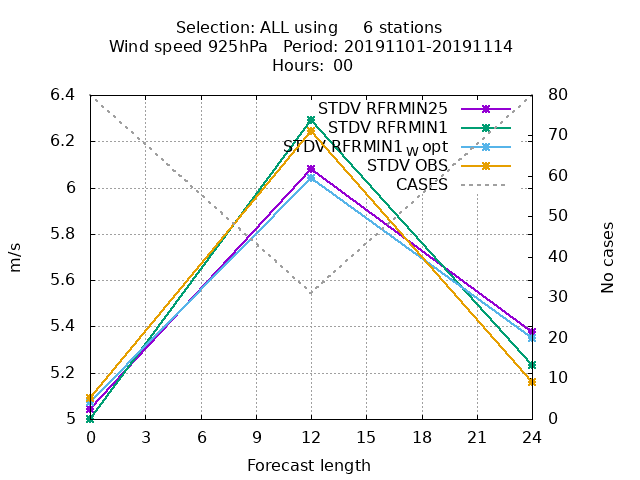 Selection: ALL using     6 stations
Wind speed 925hPa   Period: 20191101-20191114
Hours:  00
6.4
6.2
6
5.8
5.6
5.4
5.2
5
80
70
60
50
40
30
20
10
0
STDV RFRMIN25
STDV RFRMIN1
STDV RFRMIN1_W opt
STDV OBS
CASES
m/s
No cases
0 3 6 9 12 15 18 21 24
Forecast length